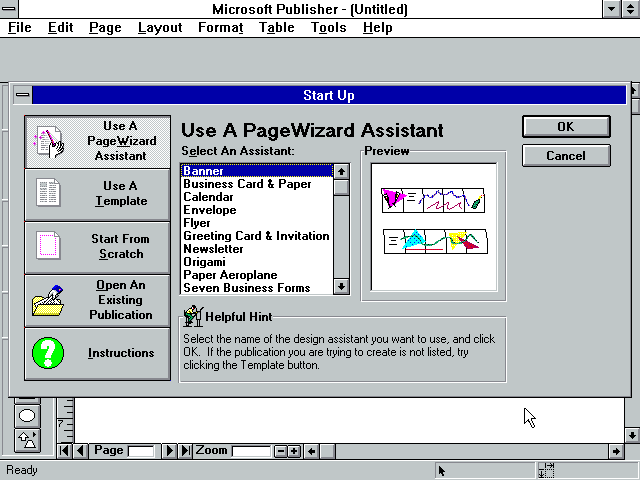 Microsoft Publisher - (Untitled)
File Edit Page Layout Format Table Tools Help
Start Up
Use A
PageWizard
Assistant
Use A
Template
Start From
Scratch
Open An
Existing
Publication
Instructions
Use A PageWizard Assistant
Select An Assistant:
Banner
Business Card & Paper
Calendar
Envelope
Flyer
Greeting Card & Invitation
Newsletter
Origami
Paper Aeroplane
Seven Business Forms
Preview
OK
Cancel
Helpful Hint
Select the name of the design assistant you want to use, and click
OK. If the publication you are trying to create is not listed, try
clicking the Template button.
7
Page Zoom
Ready